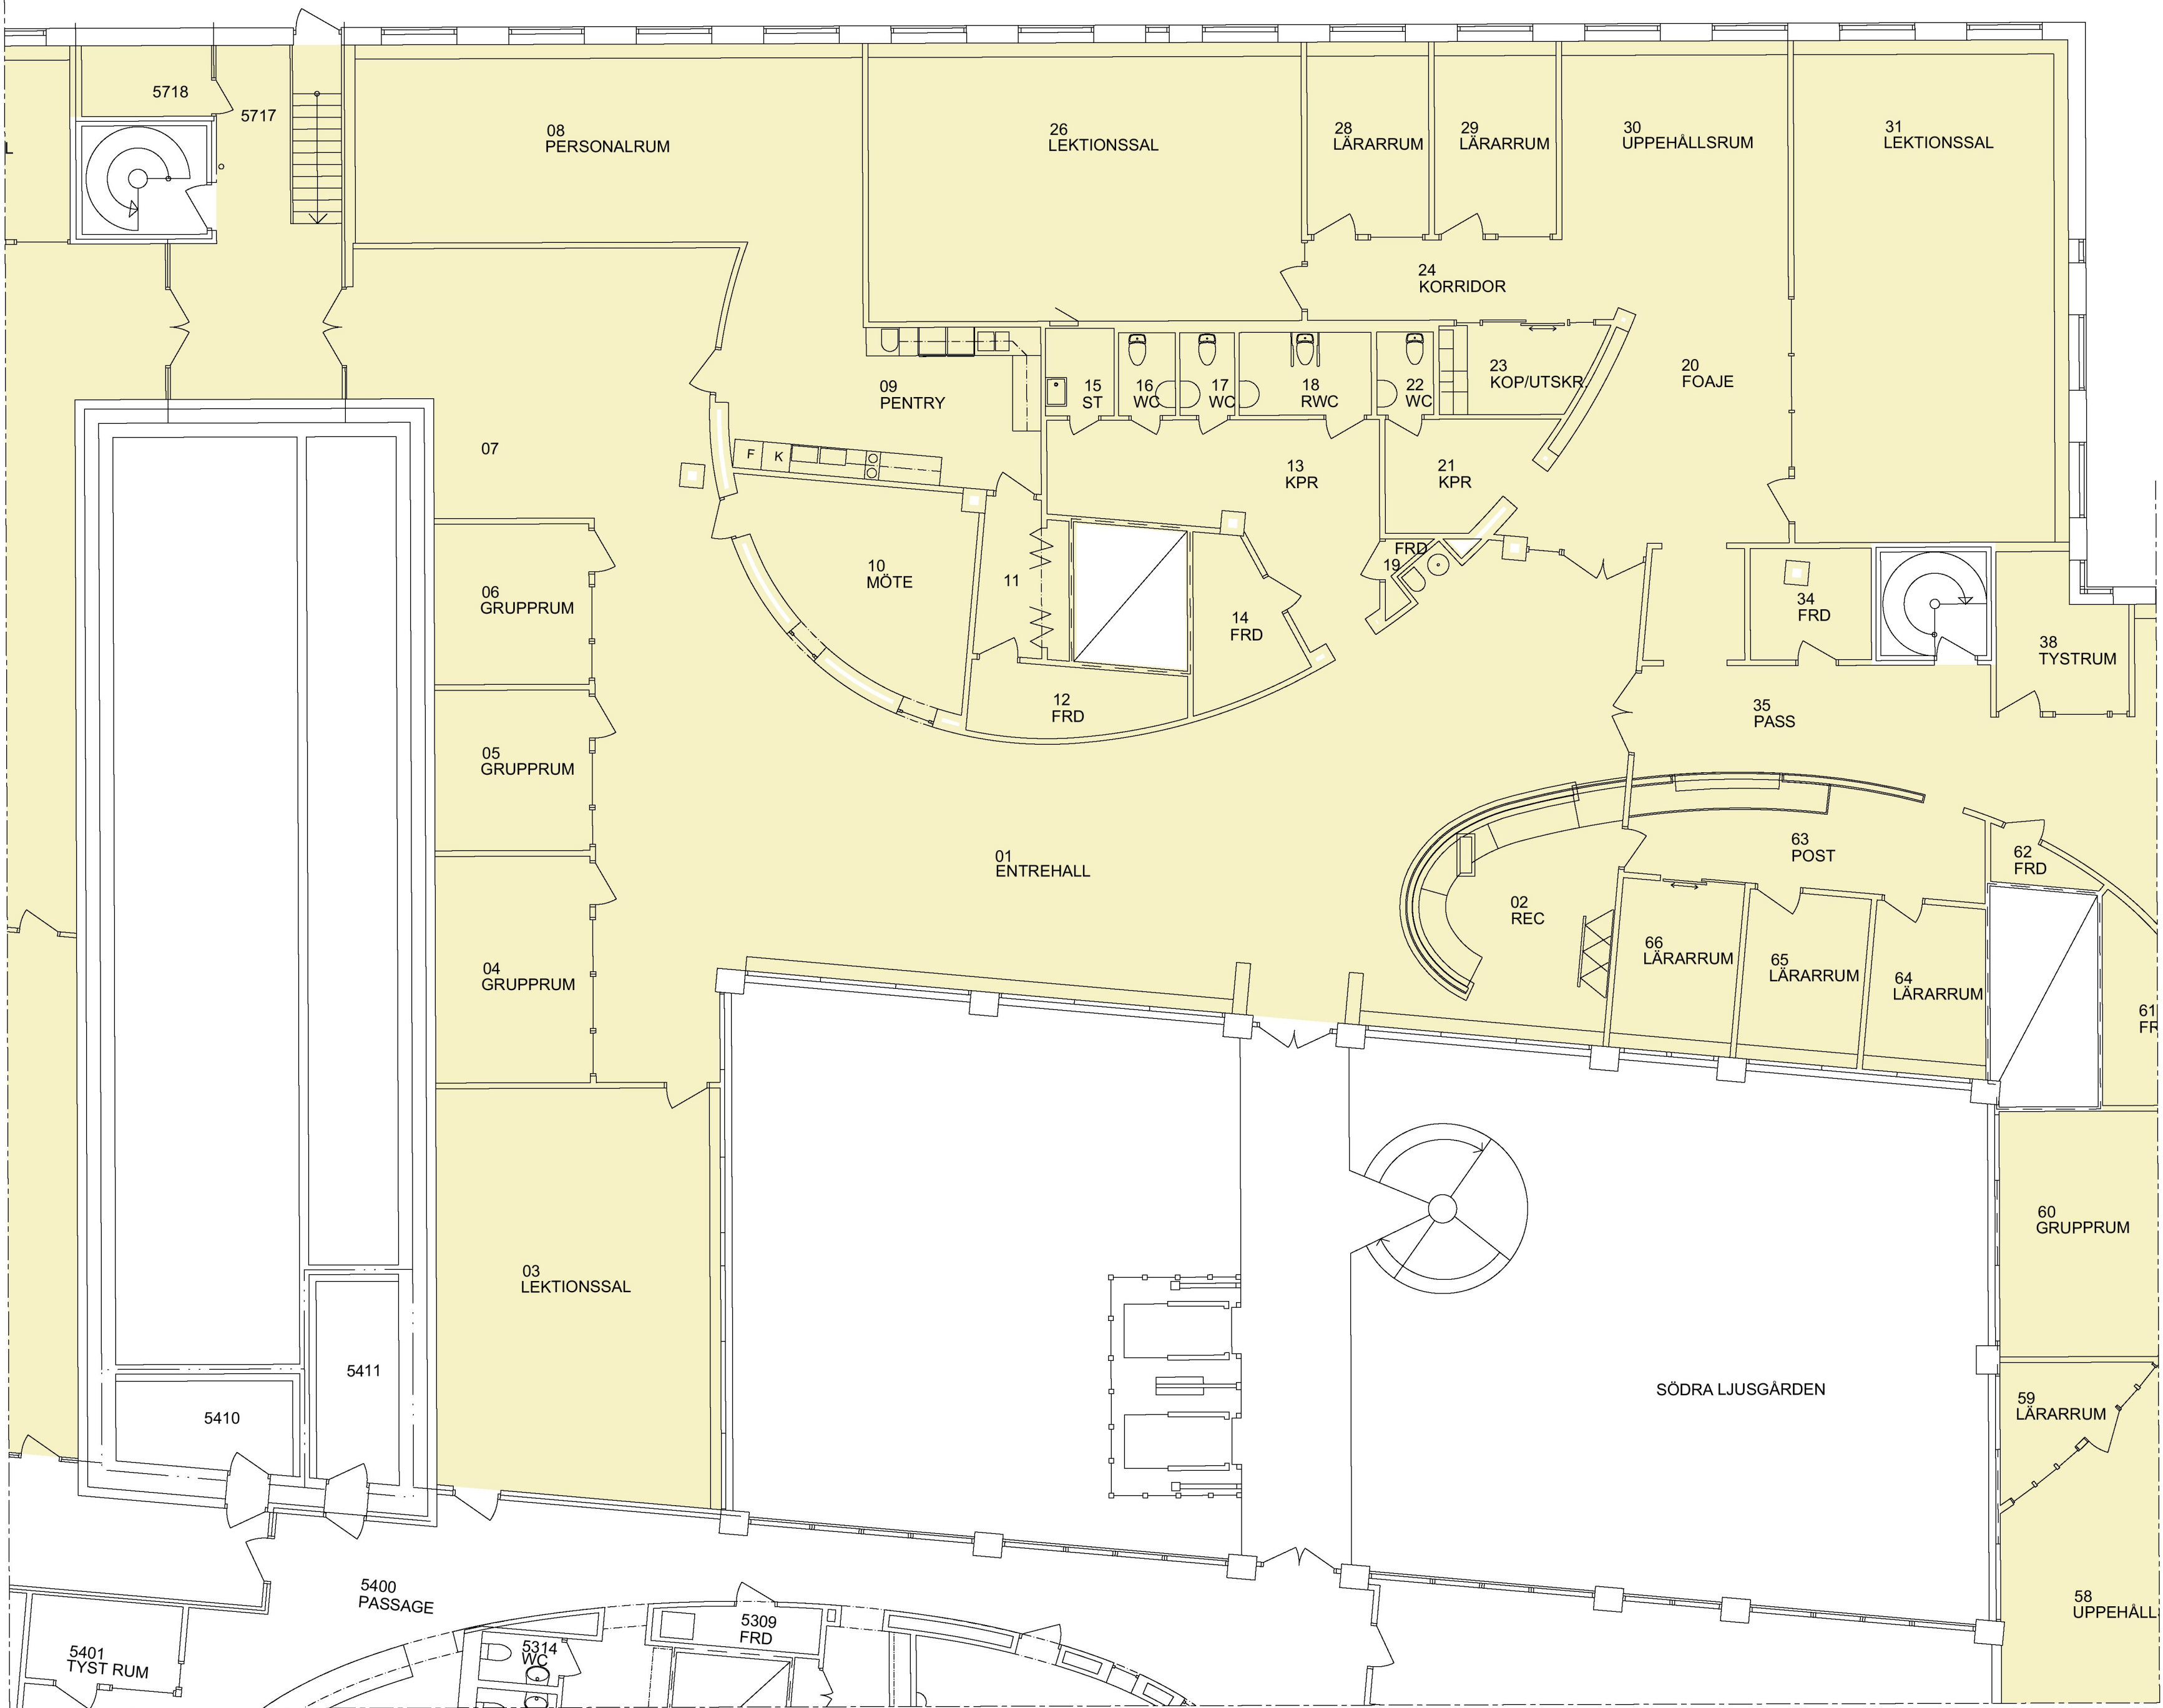 5718
5717
L
08
PERSONALRUM
26
LEKTIONSSAL
28
LÄRARRUM
29
LÄRARRUM
30
UPPEHÅLLSRUM
31
LEKTIONSSAL
24
KORRIDOR
23
KOP/UTSKR.
20
FOAJE
09
PENTRY
15
ST
16
WC
17
WC
18
RWC
22
WC
07
F K
13
KPR
21
KPR
FRD
19
10
MÖTE
11
14
FRD
34
FRD
38
TYSTRUM
06
GRUPPRUM
12
FRD
35
PASS
05
GRUPPRUM
01
ENTREHALL
63
POST
62
FRD
02
REC
66
LÄRARRUM
65
LÄRARRUM
64
LÄRARRUM
04
GRUPPRUM
61
FR
60
GRUPPRUM
03
LEKTIONSSAL
5411
5410
SÖDRA LJUSGÅRDEN
59
LÄRARRUM
58
UPPEHÅLL
5400
PASSAGE
5309
FRD
5314
WC
5401
TYST RUM